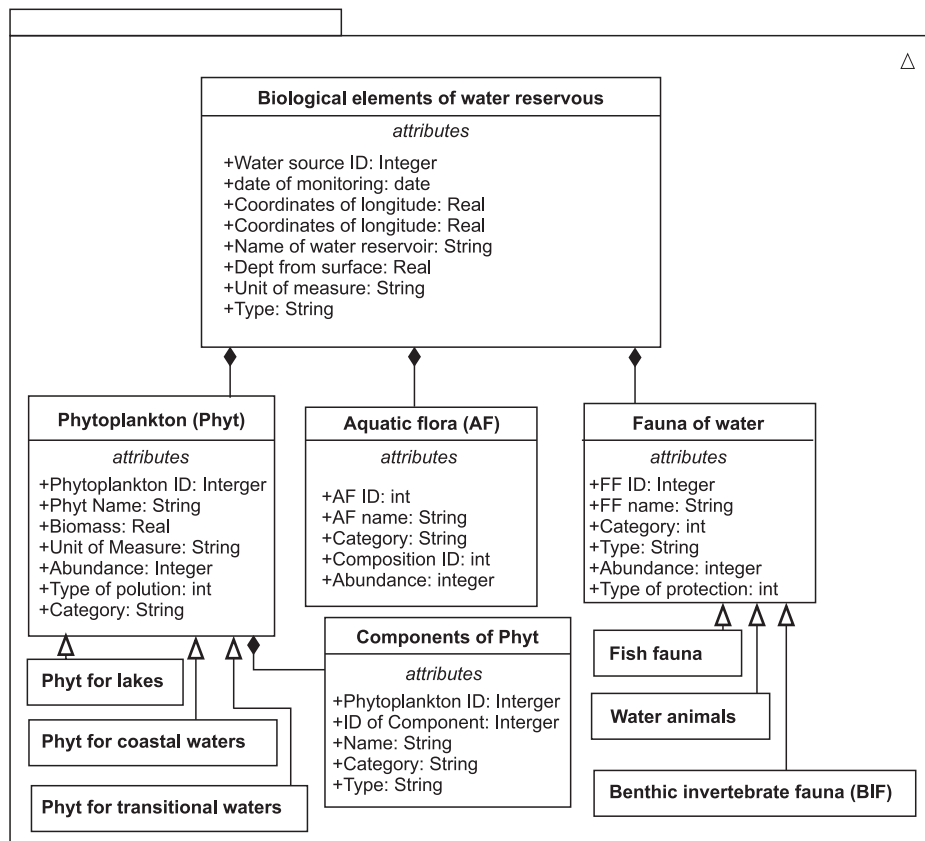 Biological elements of water reservous
attributes
+Water source ID: Integer
+date of monitoring: date
+Coordinates of longitude: Real
+Coordinates of longitude: Real
+Name of water reservoir: String
+Dept from surface: Real
+Unit of measure: String
+Type: String
Phytoplankton (Phyt)
attributes
+Phytoplankton ID: Interger
+Phyt Name: String
+Biomass: Real
+Unit of Measure: String
+Abundance: Integer
+Type of polution: int
+Category: String
Aquatic flora (AF)
attributes
+AF ID: int
+AF name: String
+Category: String
+Composition ID: int
+Abundance: integer
Fauna of water
attributes
+FF ID: Integer
+FF name: String
+Category: int
+Type: String
+Abundance: integer
+Type of protection: int
Phyt for lakes
Phyt for coastal waters
Phyt for transitional waters
Components of Phyt
attributes
+Phytoplankton ID: Interger
+ID of Component: Interger
+Name: String
+Category: String
+Type: String
Fish fauna
Water animals
Benthic invertebrate fauna (BIF)